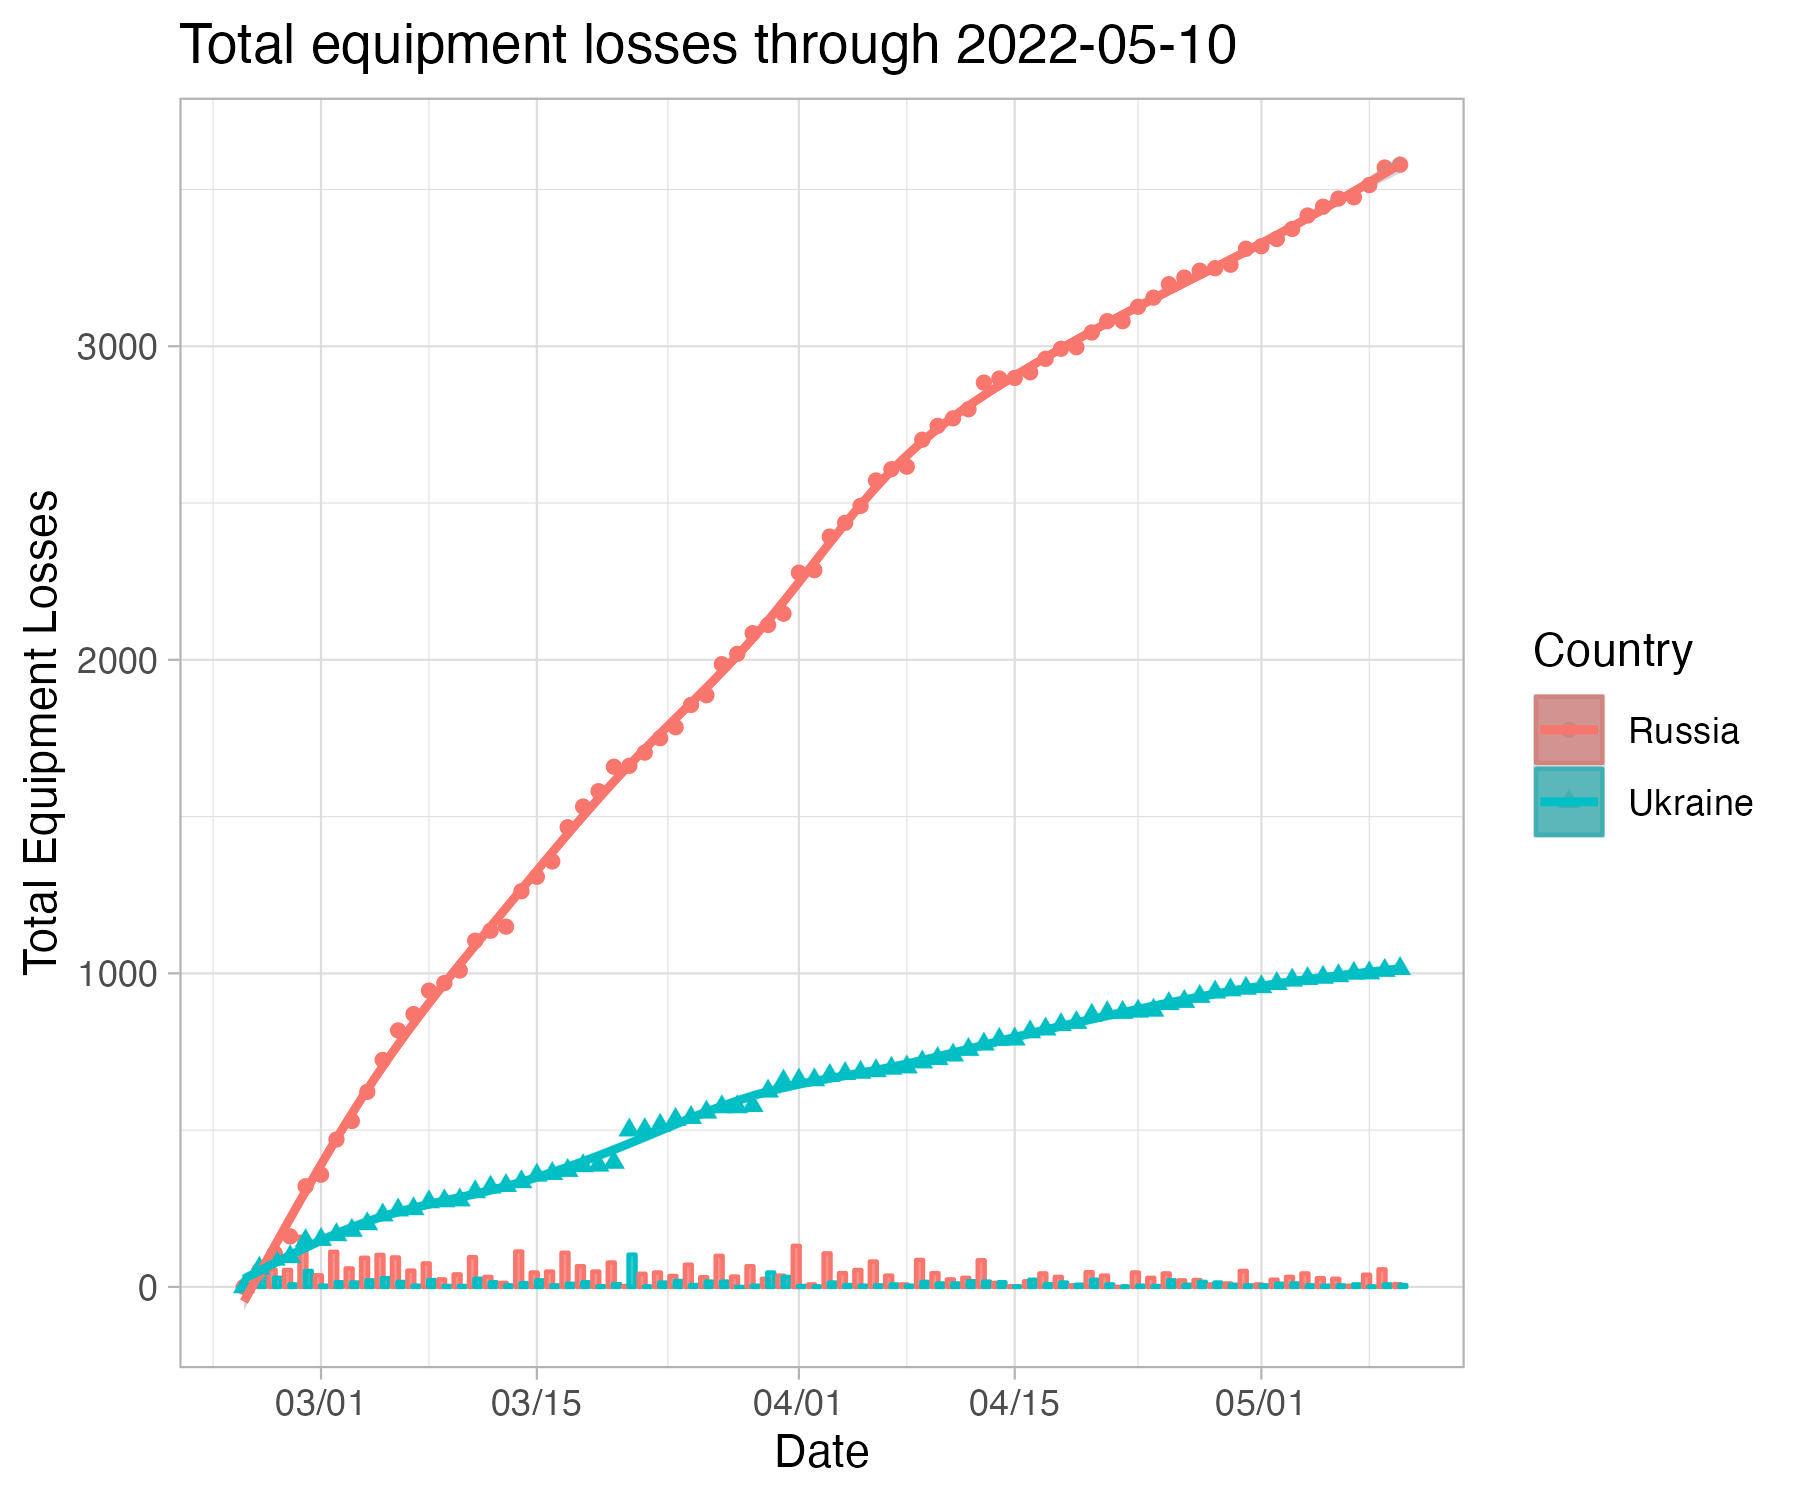 Total equipment losses through 2022-05-10
Total Equipment Losses
3000
2000
1000
0
03/01
03/15
04/01
04/15
05/01
Date
Country
Russia
Ukraine